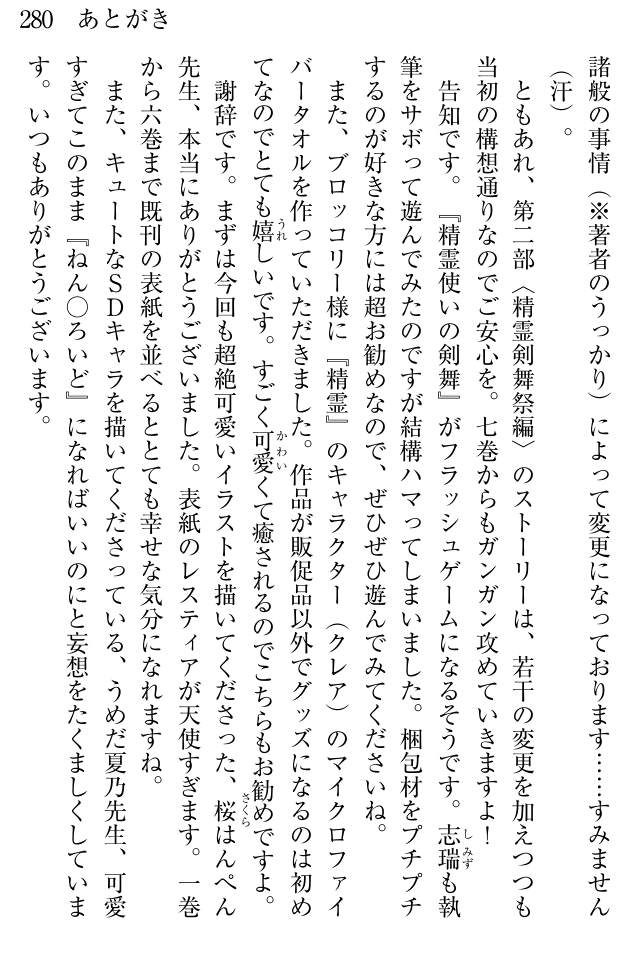 280　あとがき
諸般の事情（※著者のうっかり）によって変更になっております……すみません
（汗）。
　ともあれ、第二部〈精霊剣舞祭編〉のストーリーは、若干の変更を加えつつも
当初の構想通りなのでご安心を。七巻からもガンガン攻めていきますよ！
　告知です。『精霊使いの剣舞』がフラッシュゲームになるそうです。志瑞も執
しみず
筆をサボって遊んでみたのですが結構ハマってしまいました。梱包材をプチプチ
するのが好きな方には超お勧めなので、ぜひぜひ遊んでみてくださいね。
　また、ブロッコリー様に『精霊』のキャラクター（クレア）のマイクロファイ
バータオルを作っていただきました。作品が販促品以外でグッズになるのは初め
てなのでとても嬉しいです。すごく可愛くて癒されるのでこちらもお勧めですよ。
うれ
かわい
　謝辞です。まずは今回も超絶可愛いイラストを描いてくださった、桜はんぺん
さくら
先生、本当にありがとうございました。表紙のレスティアが天使すぎます。一巻
から六巻まで既刊の表紙を並べるととても幸せな気分になれますね。
　また、キュートなＳＤキャラを描いてくださっている、うめだ夏乃先生、可愛
すぎてこのまま『ねん〇ろいど』になればいいのにと妄想をたくましくしていま
す。いつもありがとうございます。